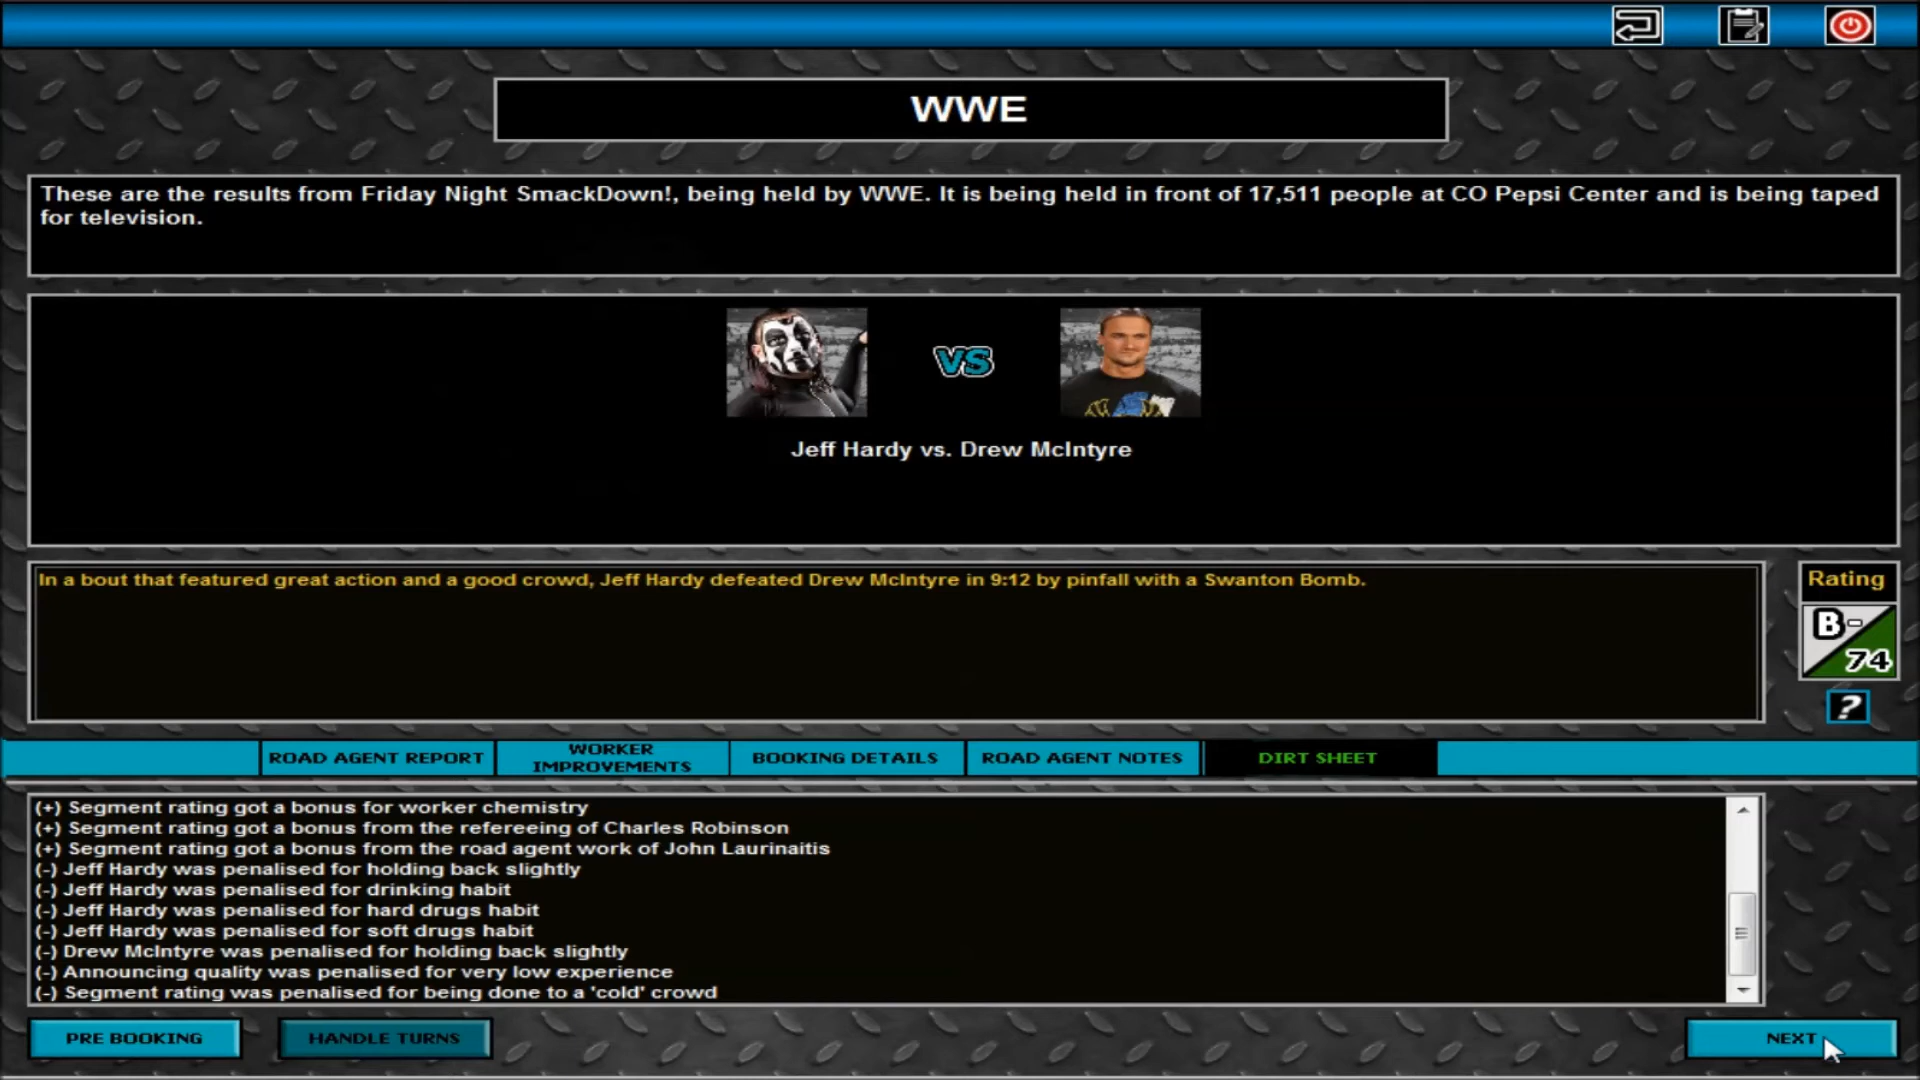 WWE
These are the results from Friday Night SmackDown!, being held by WWE. It is being held in front of 17,511 people at CO Pepsi Center and is being taped
for television.
VS
Jeff Hardy vs. Drew McIntyre
In a bout that featured great action and a good crowd, Jeff Hardy defeated Drew McIntyre in 9:12 by pinfall with a Swanton Bomb.
Rating
B-
74
?
ROAD AGENT REPORT
WORKER
IMPROVEMENTS
BOOKING DETAILS
ROAD AGENT NOTES
DIRT SHEET
(+) Segment rating got a bonus for worker chemistry
(+) Segment rating got a bonus from the refereeing of Charles Robinson
(+) Segment rating got a bonus from the road agent work of John Laurinaitis
(-) Jeff Hardy was penalised for holding back slightly
(-) Jeff Hardy was penalised for drinking habit
(-) Jeff Hardy was penalised for hard drugs habit
(-) Jeff Hardy was penalised for soft drugs habit
(-) Drew McIntyre was penalised for holding back slightly
(-) Announcing quality was penalised for very low experience
(-) Segment rating was penalised for being done to a 'cold' crowd
PRE BOOKING
HANDLE TURNS
NEXT